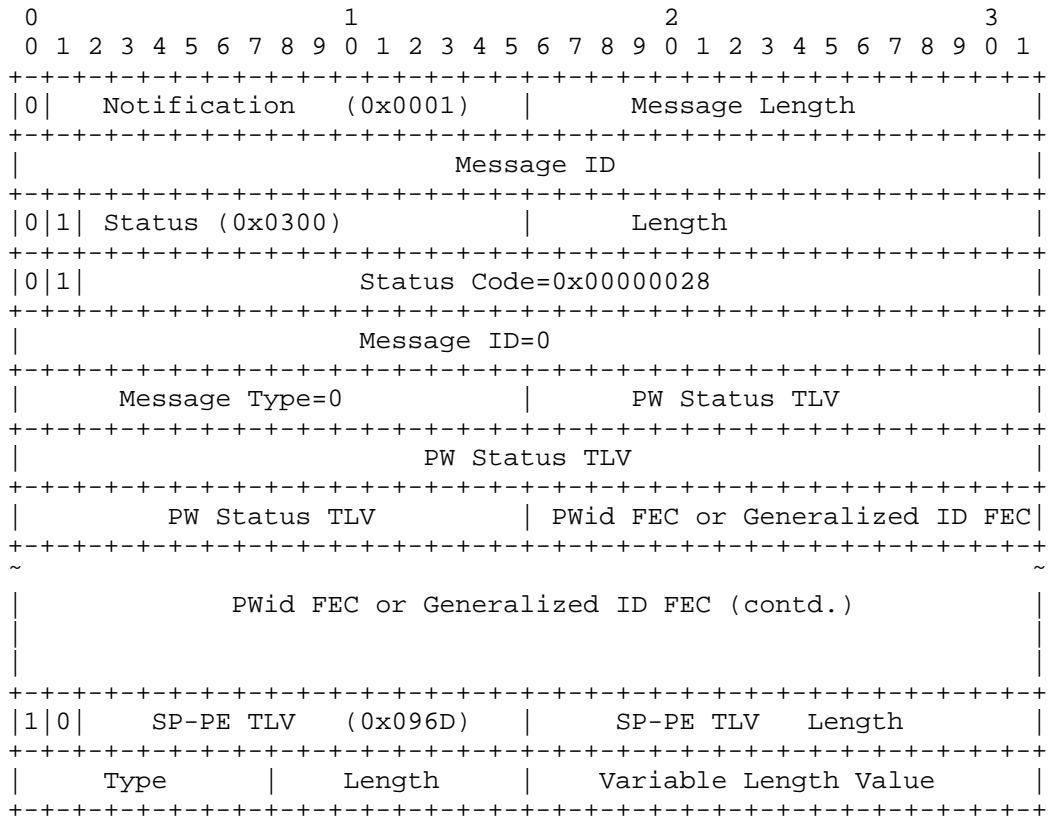 0                   1                   2                   3
 0 1 2 3 4 5 6 7 8 9 0 1 2 3 4 5 6 7 8 9 0 1 2 3 4 5 6 7 8 9 0 1
+-+-+-+-+-+-+-+-+-+-+-+-+-+-+-+-+-+-+-+-+-+-+-+-+-+-+-+-+-+-+-+-+
|0|   Notification   (0x0001)   |      Message Length           |
+-+-+-+-+-+-+-+-+-+-+-+-+-+-+-+-+-+-+-+-+-+-+-+-+-+-+-+-+-+-+-+-+
|                           Message ID                          |
+-+-+-+-+-+-+-+-+-+-+-+-+-+-+-+-+-+-+-+-+-+-+-+-+-+-+-+-+-+-+-+-+
|0|1| Status (0x0300)           |      Length                   |
+-+-+-+-+-+-+-+-+-+-+-+-+-+-+-+-+-+-+-+-+-+-+-+-+-+-+-+-+-+-+-+-+
|0|1|                 Status Code=0x00000028                    |
+-+-+-+-+-+-+-+-+-+-+-+-+-+-+-+-+-+-+-+-+-+-+-+-+-+-+-+-+-+-+-+-+
|                     Message ID=0                              |
+-+-+-+-+-+-+-+-+-+-+-+-+-+-+-+-+-+-+-+-+-+-+-+-+-+-+-+-+-+-+-+-+
|      Message Type=0           |      PW Status TLV            |
+-+-+-+-+-+-+-+-+-+-+-+-+-+-+-+-+-+-+-+-+-+-+-+-+-+-+-+-+-+-+-+-+
|                         PW Status TLV                         |
+-+-+-+-+-+-+-+-+-+-+-+-+-+-+-+-+-+-+-+-+-+-+-+-+-+-+-+-+-+-+-+-+
|         PW Status TLV         | PWid FEC or Generalized ID FEC|
+-+-+-+-+-+-+-+-+-+-+-+-+-+-+-+-+-+-+-+-+-+-+-+-+-+-+-+-+-+-+-+-+
~                                                               ~
|             PWid FEC or Generalized ID FEC (contd.)           |
|                                                               |
|                                                               |
+-+-+-+-+-+-+-+-+-+-+-+-+-+-+-+-+-+-+-+-+-+-+-+-+-+-+-+-+-+-+-+-+
|1|0|    SP-PE TLV   (0x096D)   |     SP-PE TLV   Length        |
+-+-+-+-+-+-+-+-+-+-+-+-+-+-+-+-+-+-+-+-+-+-+-+-+-+-+-+-+-+-+-+-+
|     Type      |    Length     |    Variable Length Value      |
+-+-+-+-+-+-+-+-+-+-+-+-+-+-+-+-+-+-+-+-+-+-+-+-+-+-+-+-+-+-+-+-+